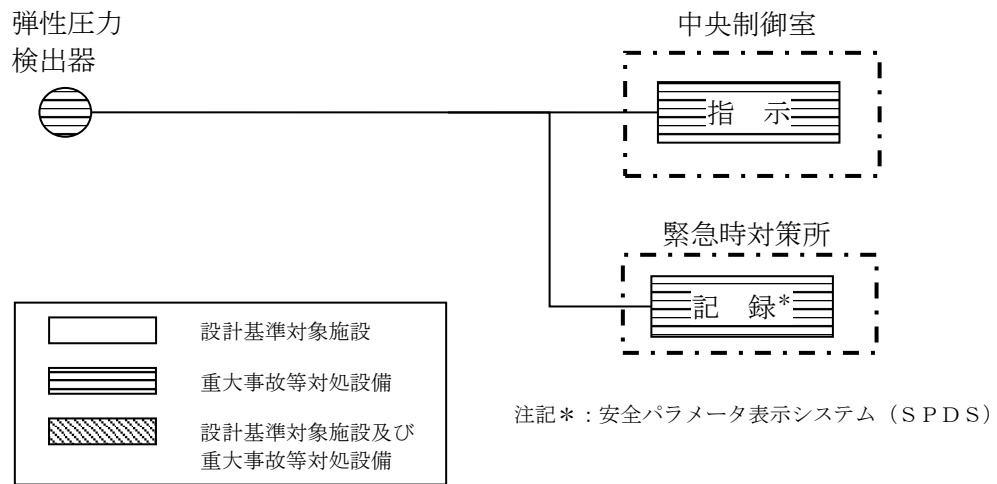 弾性圧力
検出器
中央制御室
指　示
緊急時対策所
記　録*
設計基準対象施設
重大事故等対処設備
設計基準対象施設及び
重大事故等対処設備
注記＊：安全パラメータ表示システム（ＳＰＤＳ）